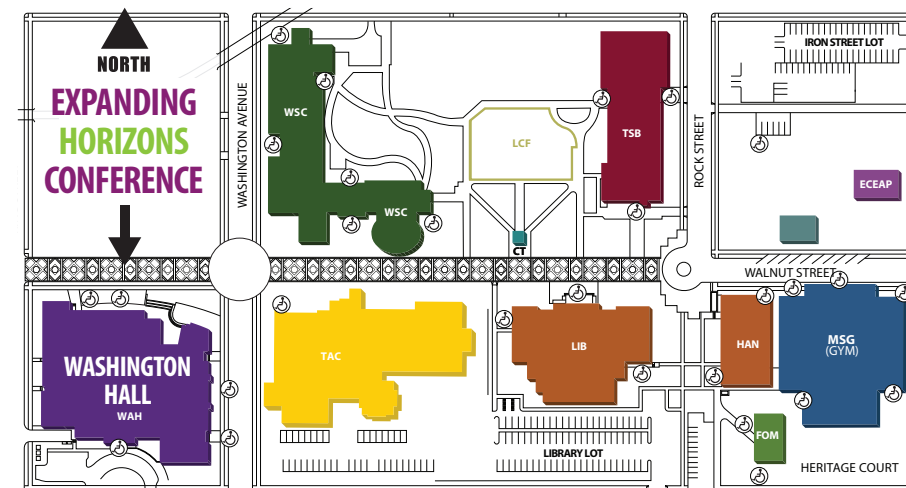 NORTH
EXPANDING
HORIZONS
CONFERENCE
WASHINGTON AVENUE
WSC
WSC
LCF
CT
TSB
ROCK STREET
IRON STREET LOT
ECEAP
WALNUT STREET
WASHINGTON
HALL
WAH
TAC
LIB
LIBRARY LOT
HAN
MSG
(GYM)
FOM
HERITAGE COURT